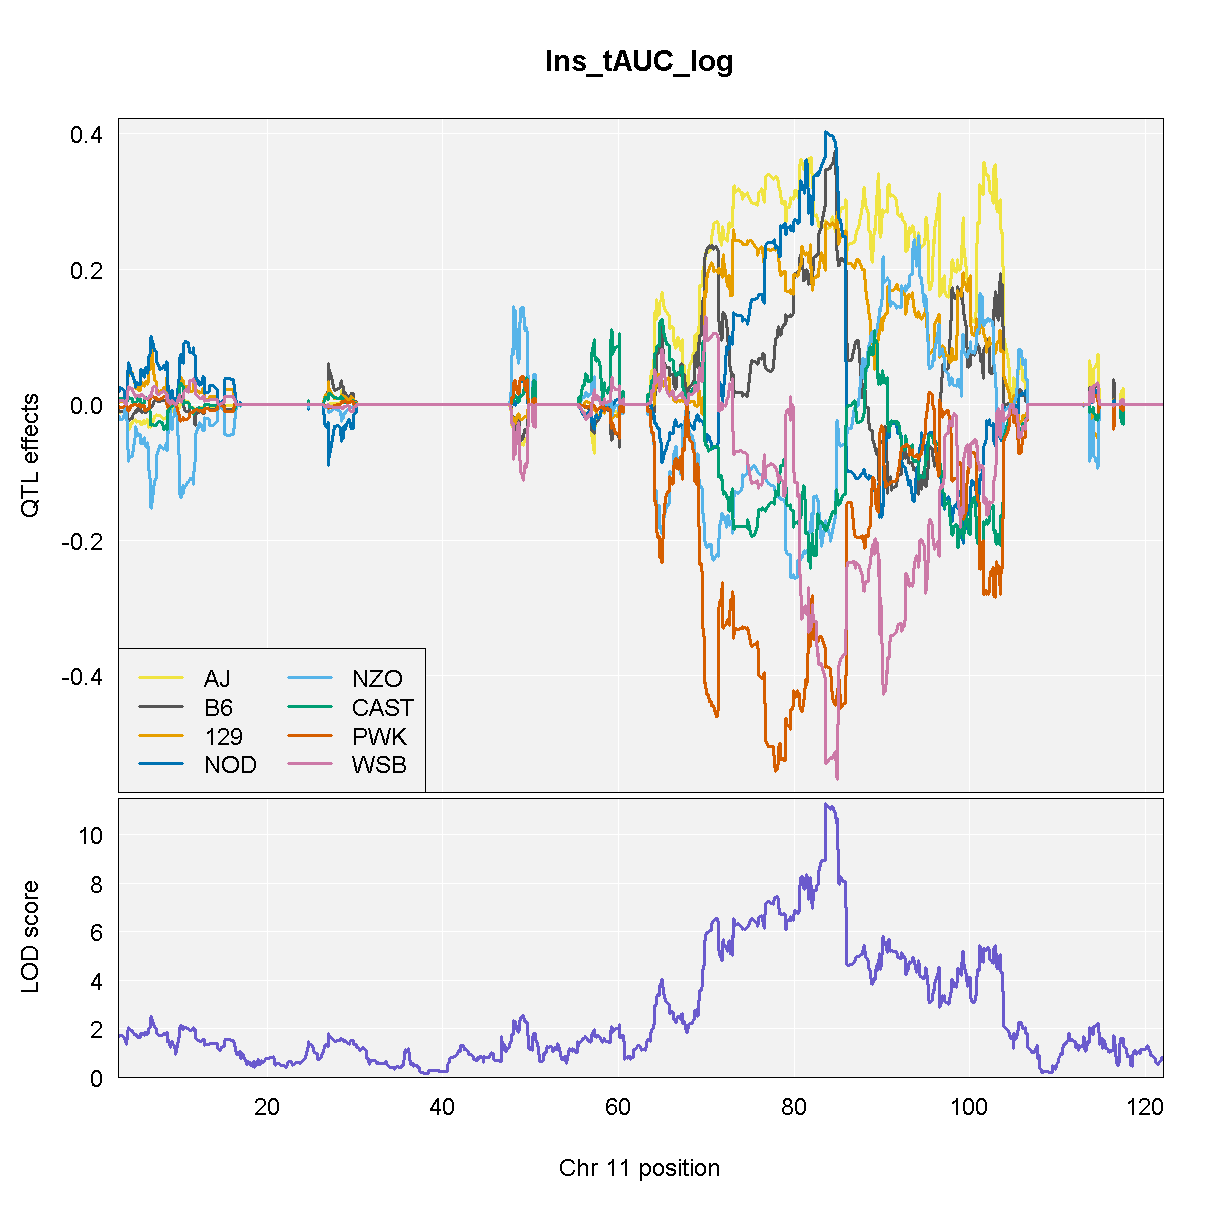 Ins_tAUC_log
0.4
0.2
0.0
-0.2
-0.4
QTL effects
AJ NZO
B6 CAST
129 PWK
NOD WSB
10
8
6
4
2
0
LOD score
20 40 60 80 100 120
Chr 11 position